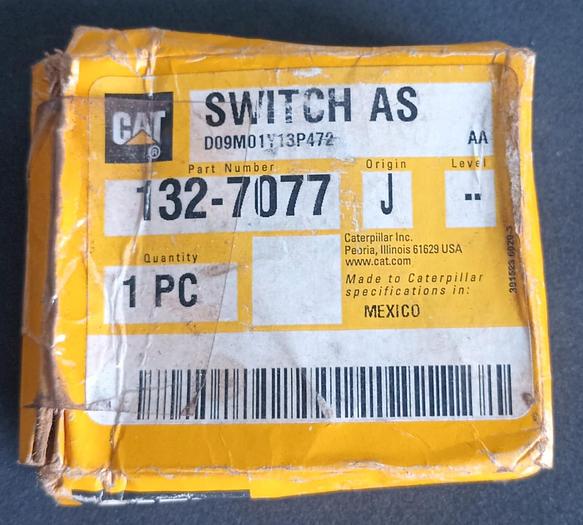 CAT®
SWITCH AS
D09M01Y13P472 AA
Part Number Origin Level
132-7077 J --
Caterpillar Inc.
Peoria, Illinois 61629 USA
www.cat.com
Quantity
1 PC
Made to Caterpillar
specifications in:
MEXICO